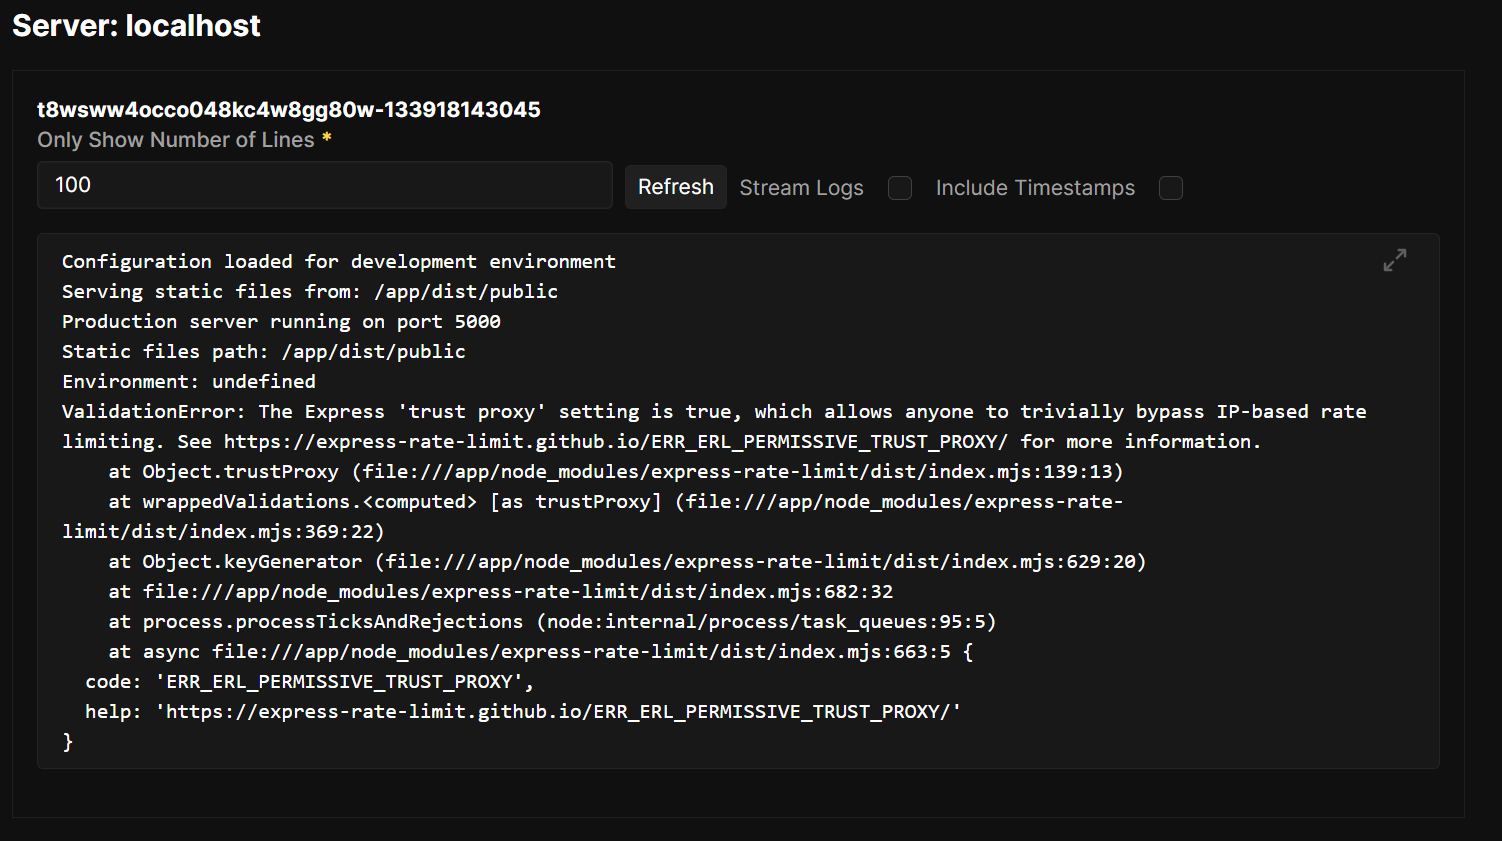 Server: localhost
t8wsww4occo048kc4w8gg80w-133918143045
Only Show Number of Lines *
100
Refresh
Stream Logs
Include Timestamps
Configuration loaded for development environment
Serving static files from: /app/dist/public
Production server running on port 5000
Static files path: /app/dist/public
Environment: undefined
ValidationError: The Express 'trust proxy' setting is true, which allows anyone to trivially bypass IP-based rate
limiting. See https://express-rate-limit.github.io/ERR_ERL_PERMISSIVE_TRUST_PROXY/ for more information.
    at Object.trustProxy (file:///app/node_modules/express-rate-limit/dist/index.mjs:139:13)
    at wrappedValidations.<computed> [as trustProxy] (file:///app/node_modules/express-rate-
limit/dist/index.mjs:369:22)
    at Object.keyGenerator (file:///app/node_modules/express-rate-limit/dist/index.mjs:629:20)
    at file:///app/node_modules/express-rate-limit/dist/index.mjs:682:32
    at process.processTicksAndRejections (node:internal/process/task_queues:95:5)
    at async file:///app/node_modules/express-rate-limit/dist/index.mjs:663:5 {
  code: 'ERR_ERL_PERMISSIVE_TRUST_PROXY',
  help: 'https://express-rate-limit.github.io/ERR_ERL_PERMISSIVE_TRUST_PROXY/'
}